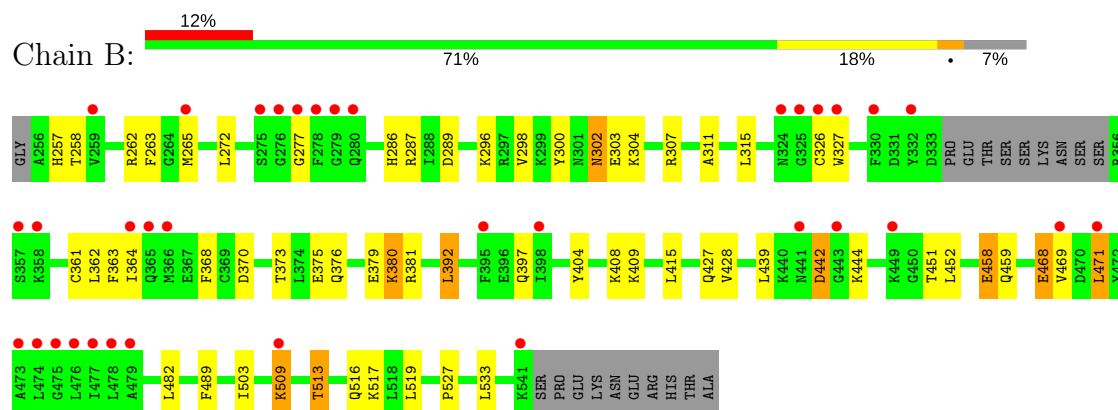 12%
Chain B:
71% 18% • 7%
GLY A256 H257 T258 V259 R262 F263 G264 M265 L272 S275 G276 G277 F278 G279 Q280 H286 R287 I288 D289 K296 R297 V298 K299 Y300 N301 N302 E303 K304 R307 A311 L315 N324 G325 C326 W327 F330 D331 Y332 D333 PRO GLU THR SER SER LYS ASN SER SER
S357 K358 C361 L362 F363 I364 Q365 M366 E367 F368 C369 D370 T373 L374 E375 Q376 E379 K380 R381 L392 F395 E396 Q397 I398 Y404 K408 K409 L415 Q427 V428 L439 K440 N441 D442 G443 K444 K449 G450 T451 L452 E458 Q459 E468 V469 D470 L471
A473 L474 G475 L476 I477 L478 A479 L482 F489 I503 K509 T513 Q516 K517 L518 L519 P527 L533 K541 SER PRO GLU LYS ASN GLU ARG HIS THR ALA